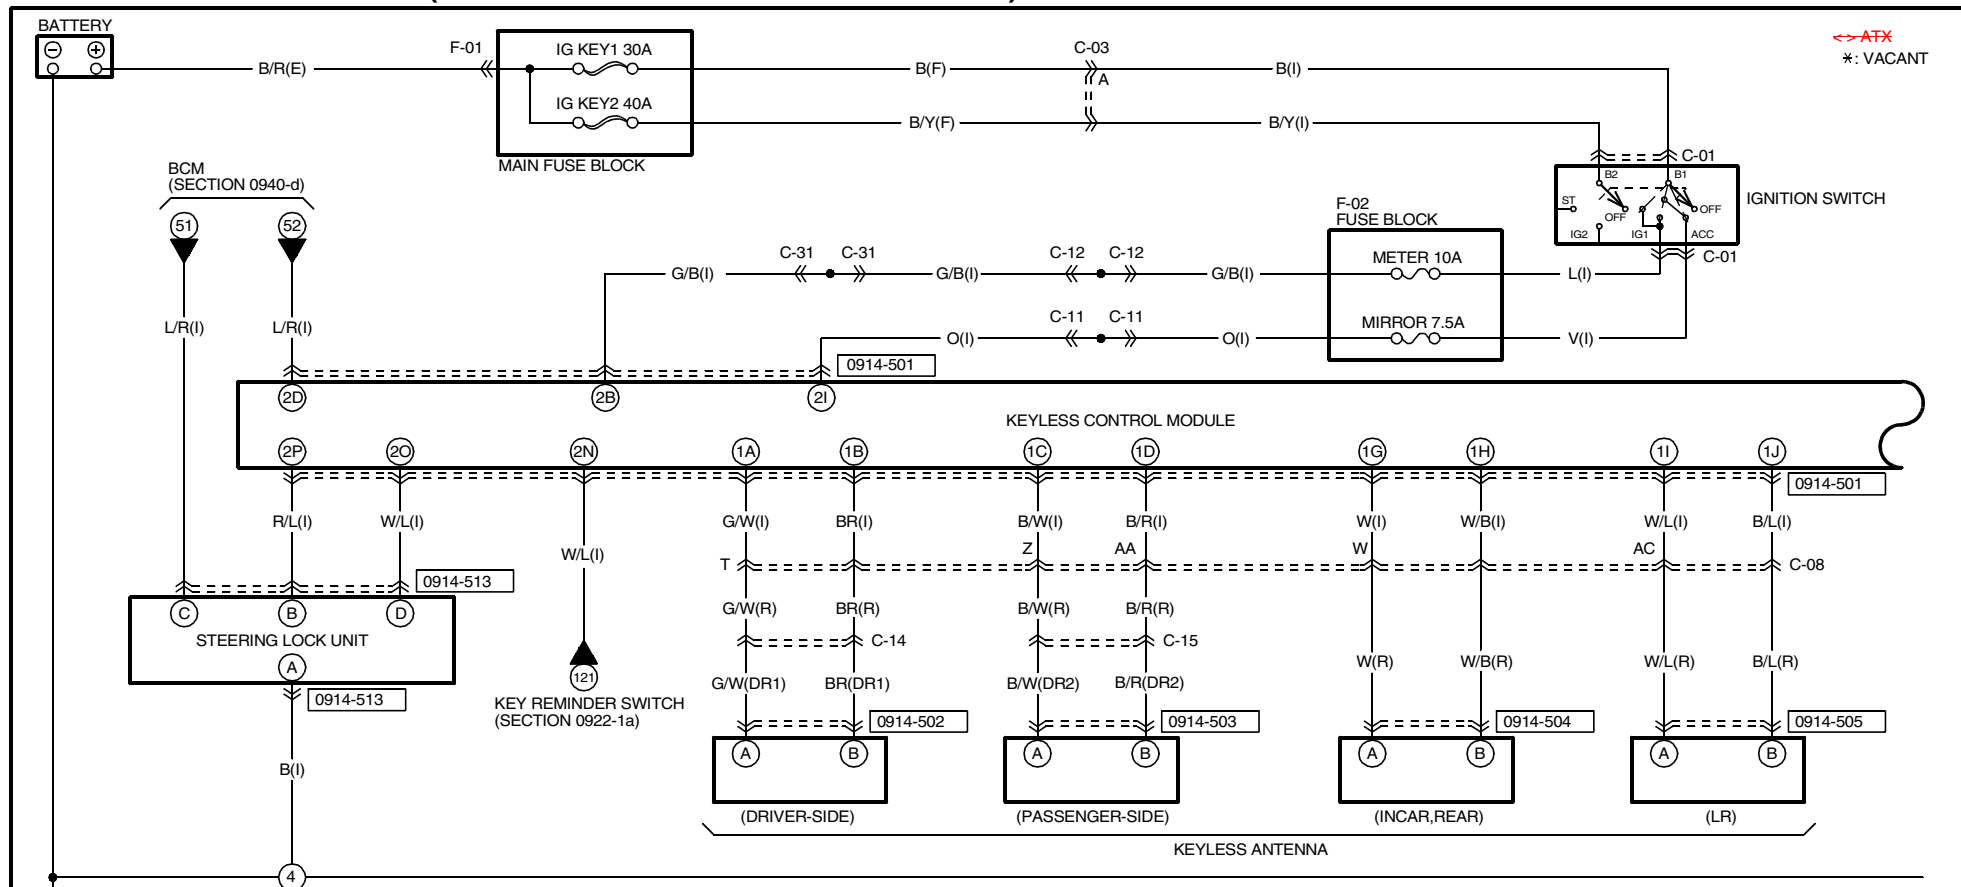 BATTERY
B/R(E)
F-01
IG KEY1 30A
IG KEY2 40A
MAIN FUSE BLOCK
B(F)
C-03
A
B(I)
B/Y(F)
B/Y(I)
<> ATX
*: VACANT
C-01
B2
B1
ST
OFF
OFF
IG2
IG1
ACC
IGNITION SWITCH
C-01
BCM
(SECTION 0940-d)
51
52
L/R(I)
L/R(I)
F-02
FUSE BLOCK
METER 10A
MIRROR 7.5A
G/B(I)
C-31
C-31
G/B(I)
C-12
C-12
G/B(I)
L(I)
O(I)
C-11
C-11
O(I)
V(I)
0914-501
2D
2B
2I
KEYLESS CONTROL MODULE
2P
2O
2N
1A
1B
1C
1D
1G
1H
1I
1J
0914-501
R/L(I)
W/L(I)
W/L(I)
G/W(I)
BR(I)
B/W(I)
B/R(I)
W(I)
W/B(I)
W/L(I)
B/L(I)
T
Z
AA
W
AC
C-08
0914-513
C
B
D
STEERING LOCK UNIT
A
0914-513
B(I)
4
121
KEY REMINDER SWITCH
(SECTION 0922-1a)
G/W(R)
BR(R)
B/W(R)
B/R(R)
C-14
C-15
W(R)
W/B(R)
W/L(R)
B/L(R)
G/W(DR1)
BR(DR1)
B/W(DR2)
B/R(DR2)
0914-502
0914-503
0914-504
0914-505
A
B
A
B
A
B
A
B
(DRIVER-SIDE)
(PASSENGER-SIDE)
(INCAR,REAR)
(LR)
KEYLESS ANTENNA